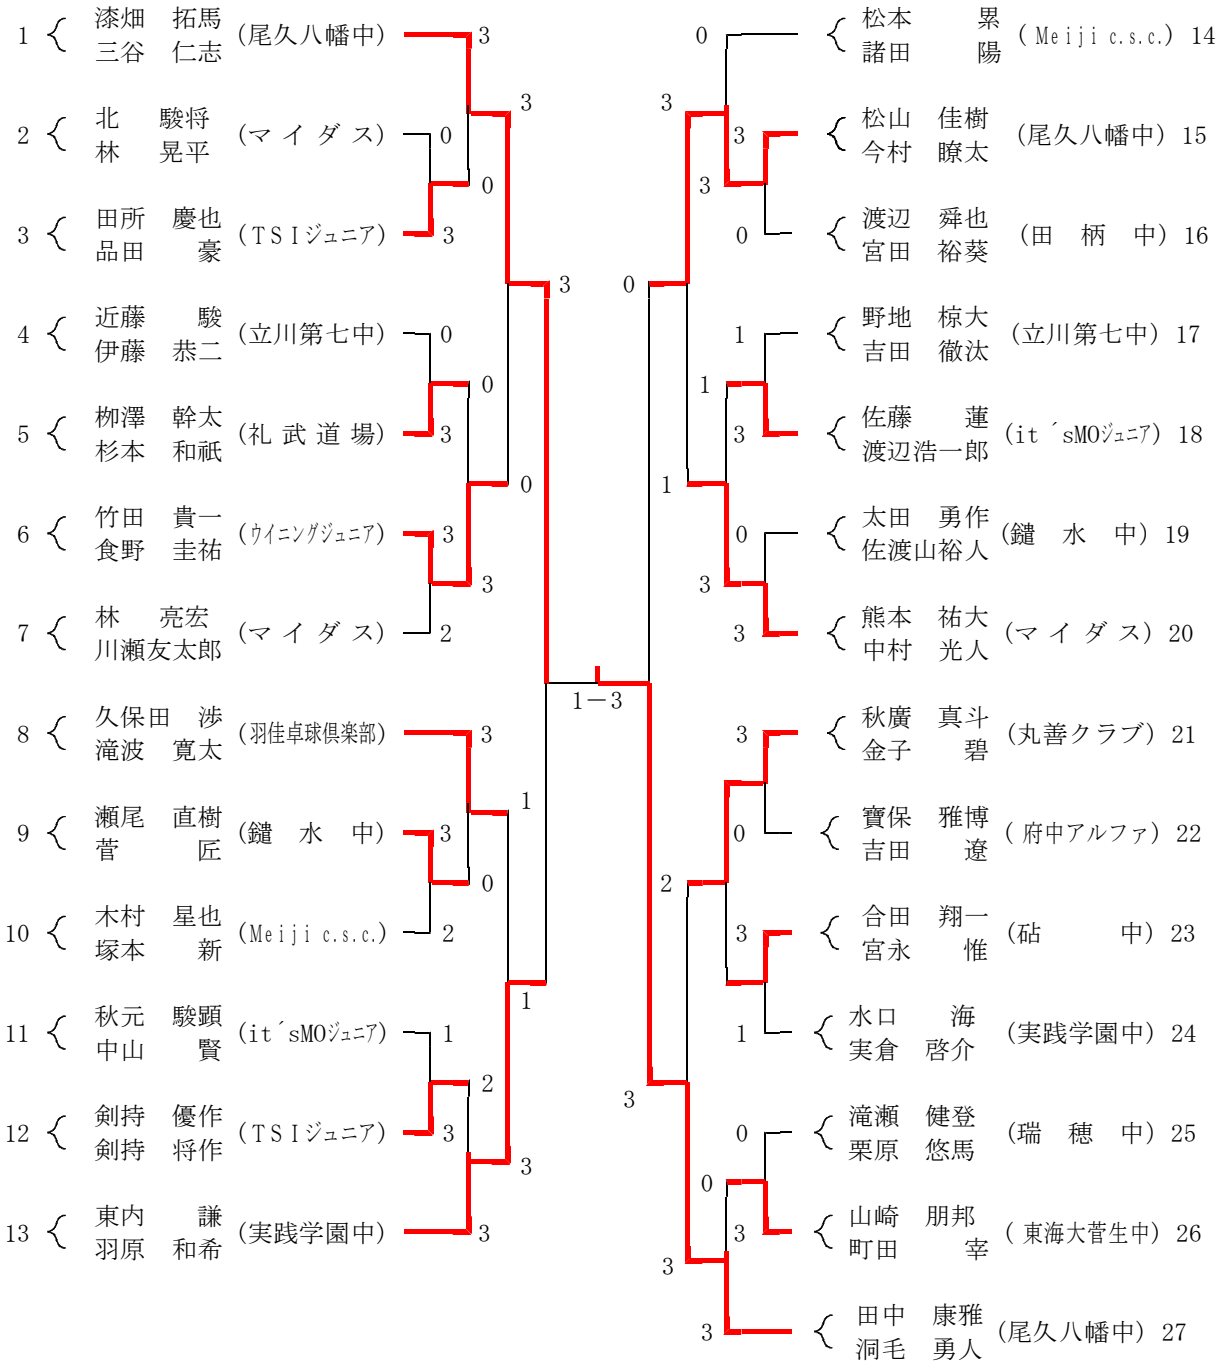 1 漆畑 拓馬 (尾久八幡中) 3
三谷 仁志
2 北 駿将 (マイダス) 0
林 晃平
3
0
3 田所 慶也 (TSIジュニア) 3
品田 豪
3
4 近藤 駿 (立川第七中) 0
伊藤 恭二
0
5 栁澤 幹太 (礼武道場) 3
杉本 和祇
0
6 竹田 貴一 (ウイニングジュニア) 3
食野 圭祐
3
7 林 亮宏 (マイダス) 2
川瀬友太郎
1－3
8 久保田 渉 (羽佳卓球倶楽部) 3
滝波 寛太
1
9 瀬尾 直樹 (鑓水中) 3
菅 匠
0
10 木村 星也 (Meiji c.s.c.) 2
塚本 新
1
11 秋元 駿顕 (it´sMOジュニア) 1
中山 賢
2
12 剣持 優作 (TSIジュニア) 3
剣持 将作
3
13 東内 謙 (実践学園中) 3
羽原 和希
0 松本 累 (Meiji c.s.c.) 14
諸田 陽
3
3 松山 佳樹 (尾久八幡中) 15
今村 瞭太
3
0 渡辺 舜也 (田柄中) 16
宮田 裕葵
0
1 野地 椋大 (立川第七中) 17
吉田 徹汰
1
3 佐藤 蓮 (it´sMOジュニア) 18
渡辺浩一郎
1
0 太田 勇作 (鑓水中) 19
佐渡山裕人
3
3 熊本 祐大 (マイダス) 20
中村 光人
3 秋廣 真斗 (丸善クラブ) 21
金子 碧
0 寶保 雅博 (府中アルファ) 22
吉田 遼
2
3 合田 翔一 (砧中) 23
宮永 惟
1 水口 海 (実践学園中) 24
実倉 啓介
3
0 滝瀬 健登 (瑞穂中) 25
栗原 悠馬
0
3 山崎 朋邦 (東海大菅生中) 26
町田 宰
3
3 田中 康雅 (尾久八幡中) 27
洞毛 勇人